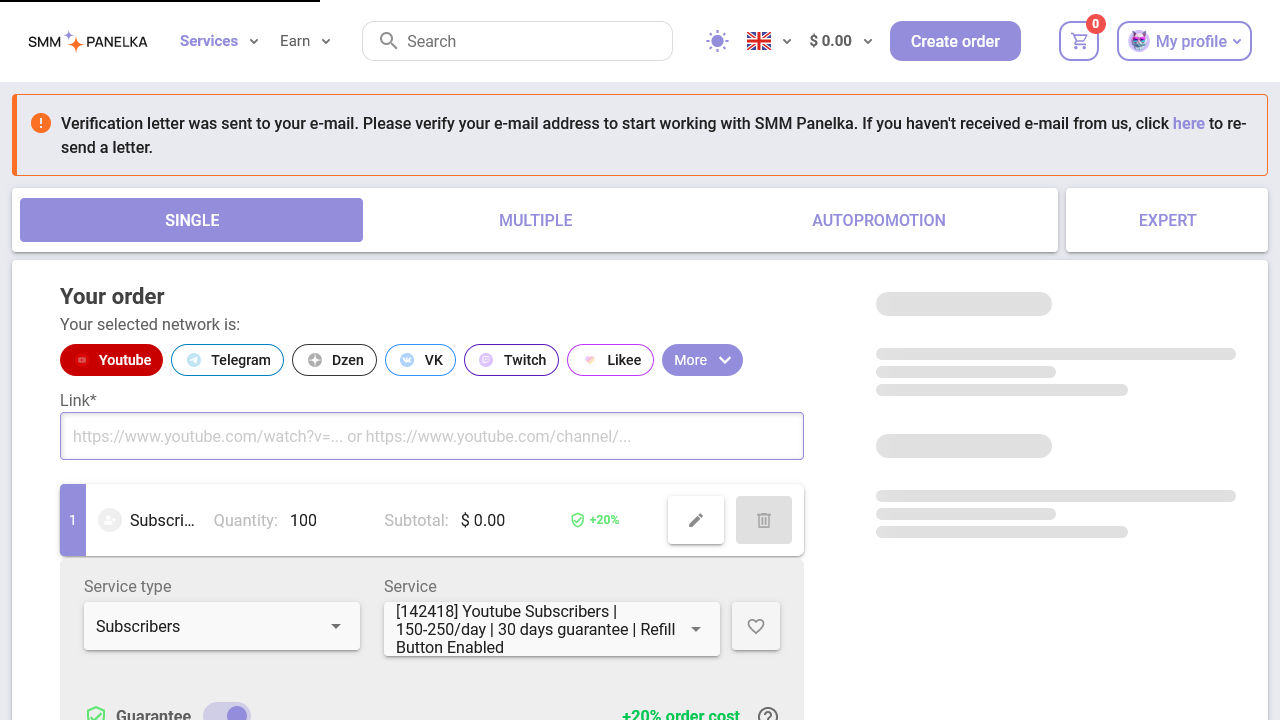 SMM PANELKA Services Earn Search $ 0.00 Create order 0 My profile
Verification letter was sent to your e-mail. Please verify your e-mail address to start working with SMM Panelka. If you haven't received e-mail from us, click here to re-
send a letter.
SINGLE MULTIPLE AUTOPROMOTION EXPERT
Your order
Your selected network is:
Youtube Telegram Dzen VK Twitch Likee More
Link*
https://www.youtube.com/watch?v=... or https://www.youtube.com/channel/...
1 Subscri... Quantity: 100 Subtotal: $ 0.00 +20%
Service type Service
Subscribers
[142418] Youtube Subscribers |
150-250/day | 30 days guarantee | Refill
Button Enabled
Guarantee +20% order cost